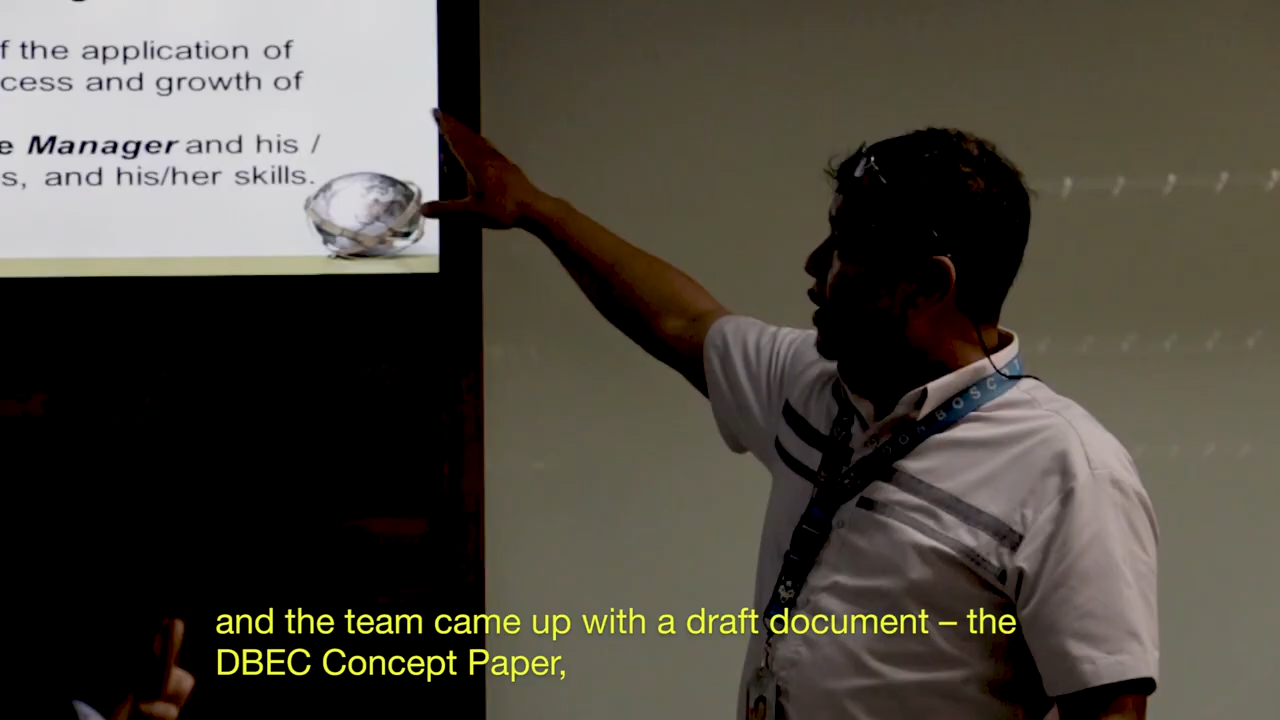 f the application of
cess and growth of
e Manager and his /
s, and his/her skills.
BOSCO
and the team came up with a draft document – the
DBEC Concept Paper,